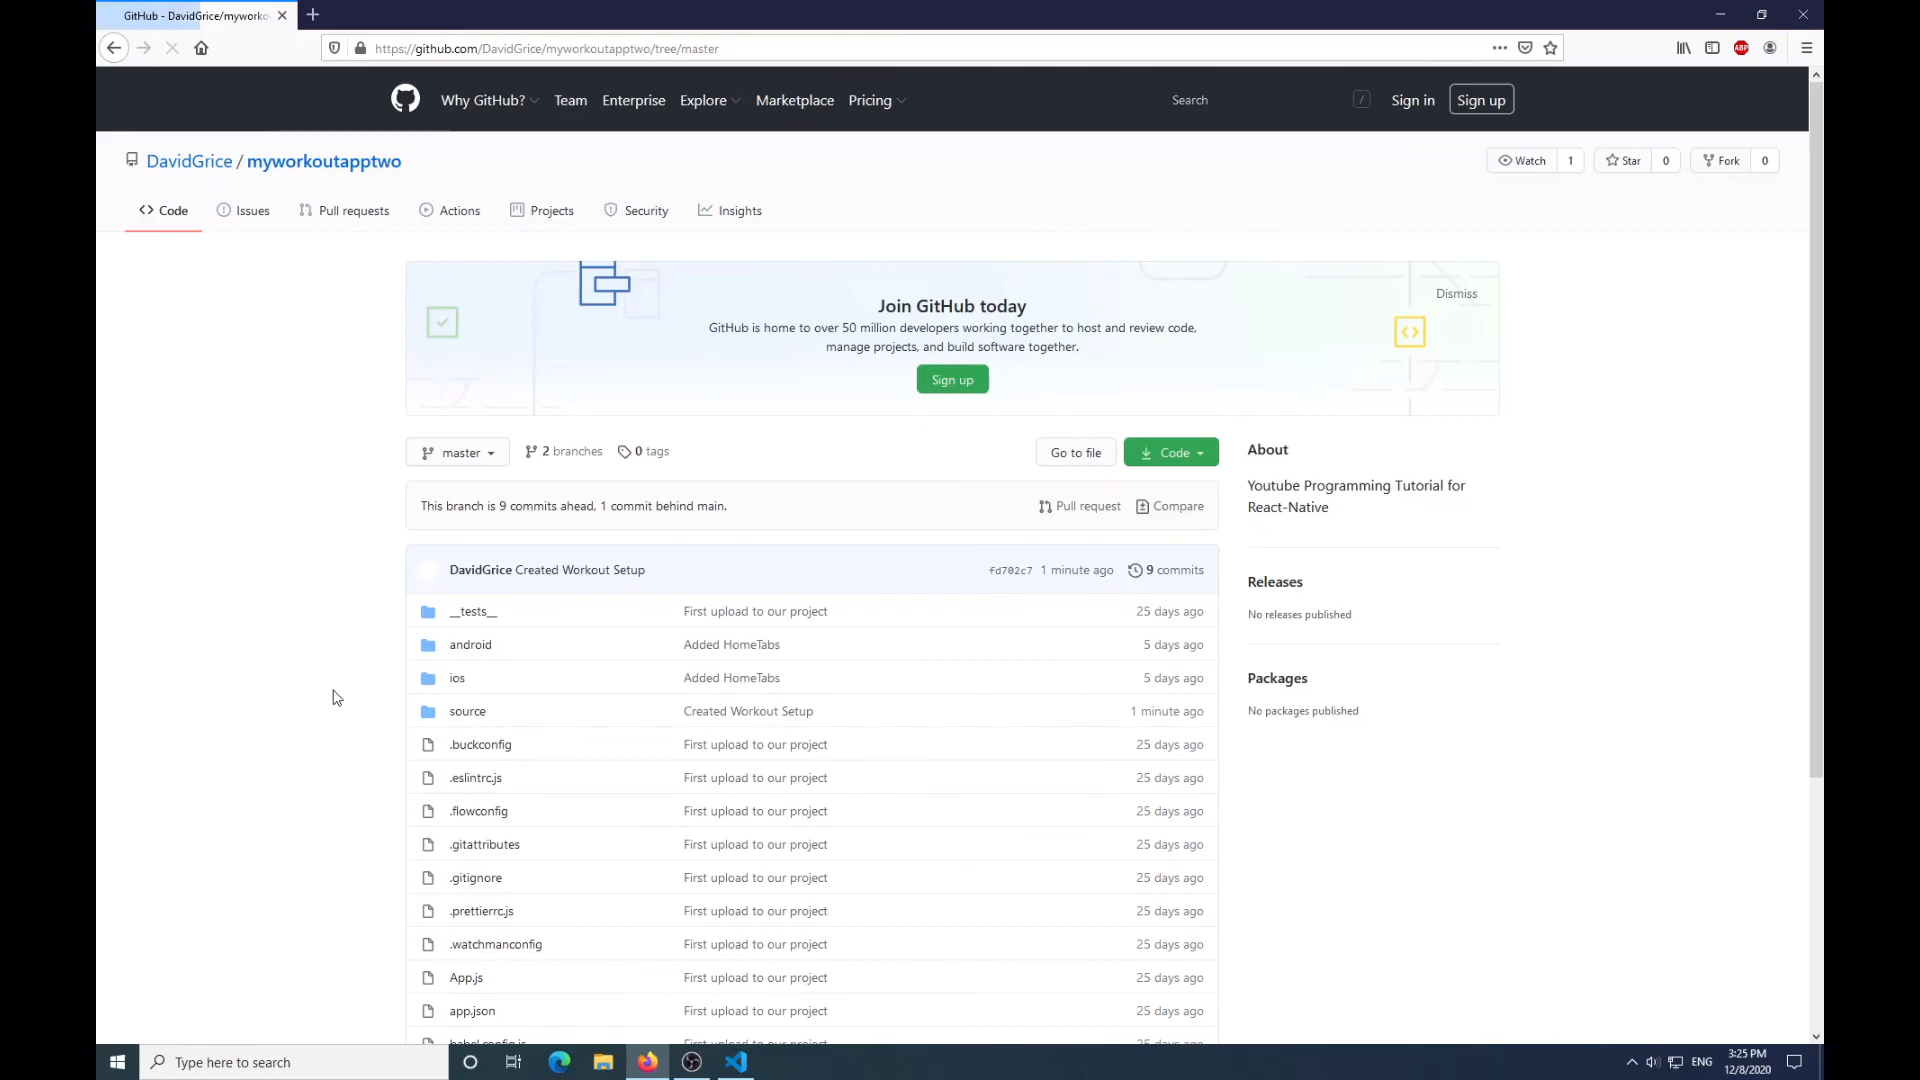 GitHub - DavidGrice/myworko
https://github.com/DavidGrice/myworkoutapptwo/tree/master
ABP
Why GitHub? Team Enterprise Explore Marketplace Pricing Search / Sign in Sign up
DavidGrice / myworkoutapptwo
Watch 1 Star 0 Fork 0
Code Issues Pull requests Actions Projects Security Insights
Join GitHub today
Dismiss
GitHub is home to over 50 million developers working together to host and review code,
manage projects, and build software together.
Sign up
master 2 branches 0 tags Go to file Code
This branch is 9 commits ahead, 1 commit behind main. Pull request Compare
DavidGrice Created Workout Setup fd702c7 1 minute ago 9 commits
__tests__ First upload to our project 25 days ago
android Added HomeTabs 5 days ago
ios Added HomeTabs 5 days ago
source Created Workout Setup 1 minute ago
.buckconfig First upload to our project 25 days ago
.eslintrc.js First upload to our project 25 days ago
.flowconfig First upload to our project 25 days ago
.gitattributes First upload to our project 25 days ago
.gitignore First upload to our project 25 days ago
.prettierrc.js First upload to our project 25 days ago
.watchmanconfig First upload to our project 25 days ago
App.js First upload to our project 25 days ago
app.json First upload to our project 25 days ago
babel.config.js First upload to our project 25 days ago
About
Youtube Programming Tutorial for
React-Native
Releases
No releases published
Packages
No packages published
Type here to search
ENG
3:25 PM
12/8/2020